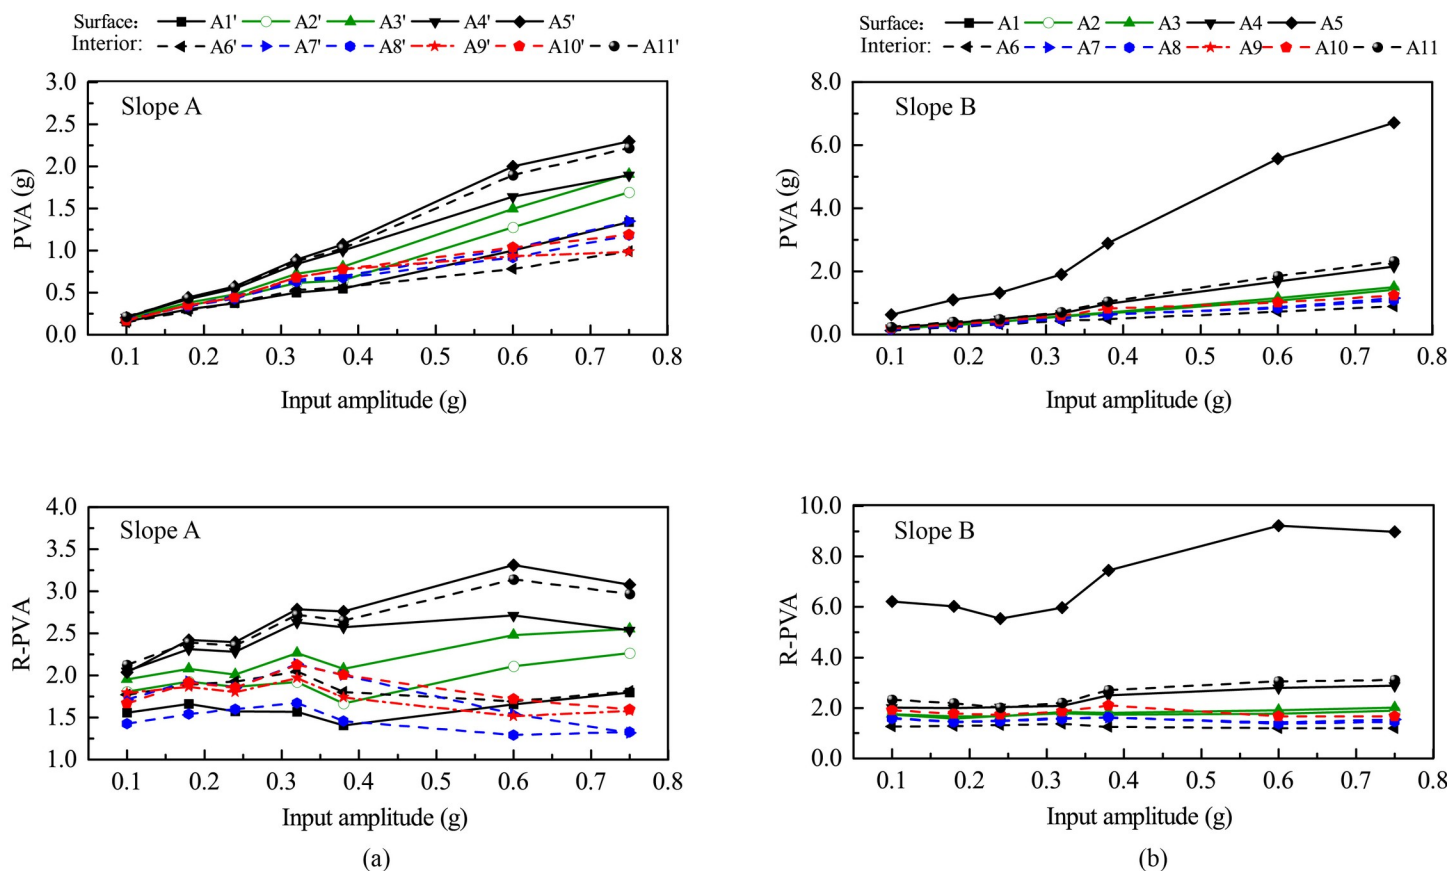 Surface: A1' A2' A3' A4' A5'
Interior: A6' A7' A8' A9' A10' A11'
Surface: A1 A2 A3 A4 A5
Interior: A6 A7 A8 A9 A10 A11
3.0
2.5
2.0
1.5
1.0
0.5
0.0
PVA (g)
Slope A
0.1 0.2 0.3 0.4 0.5 0.6 0.7 0.8
Input amplitude (g)
8.0
6.0
4.0
2.0
0.0
PVA (g)
Slope B
0.1 0.2 0.3 0.4 0.5 0.6 0.7 0.8
Input amplitude (g)
4.0
3.5
3.0
2.5
2.0
1.5
1.0
R-PVA
Slope A
0.1 0.2 0.3 0.4 0.5 0.6 0.7 0.8
Input amplitude (g)
(a)
10.0
8.0
6.0
4.0
2.0
0.0
R-PVA
Slope B
0.1 0.2 0.3 0.4 0.5 0.6 0.7 0.8
Input amplitude (g)
(b)